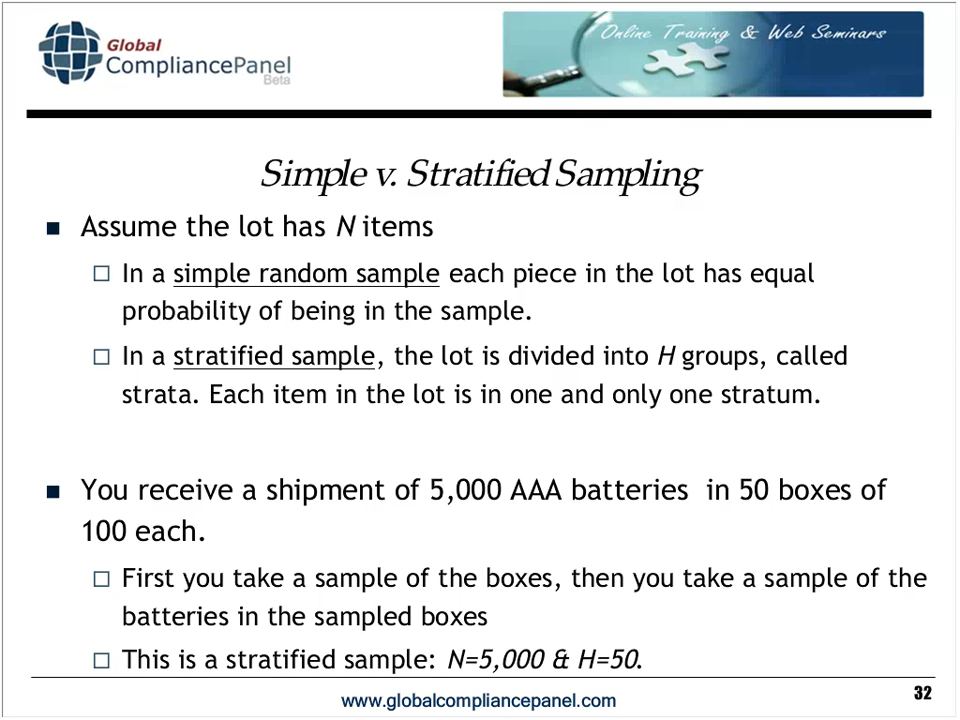 Global
CompliancePanel
Beta
Online Training & Web Seminars
Simple v. Stratified Sampling
Assume the lot has N items
In a simple random sample each piece in the lot has equal
probability of being in the sample.
In a stratified sample, the lot is divided into H groups, called
strata. Each item in the lot is in one and only one stratum.
You receive a shipment of 5,000 AAA batteries in 50 boxes of
100 each.
First you take a sample of the boxes, then you take a sample of the
batteries in the sampled boxes
This is a stratified sample: N=5,000 & H=50.
www.globalcompliancepanel.com
32